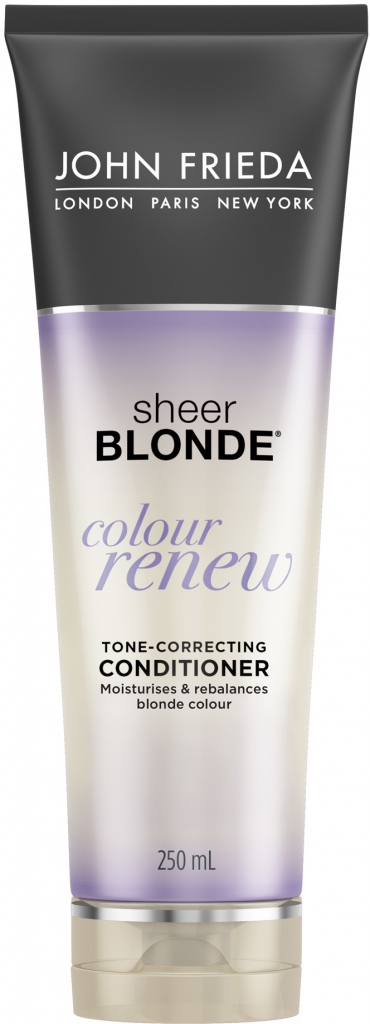 JOHN FRIEDA
LONDON PARIS NEW YORK
sheer
BLONDE®
colour
renew
TONE-CORRECTING
CONDITIONER
Moisturises & rebalances
blonde colour
250 mL